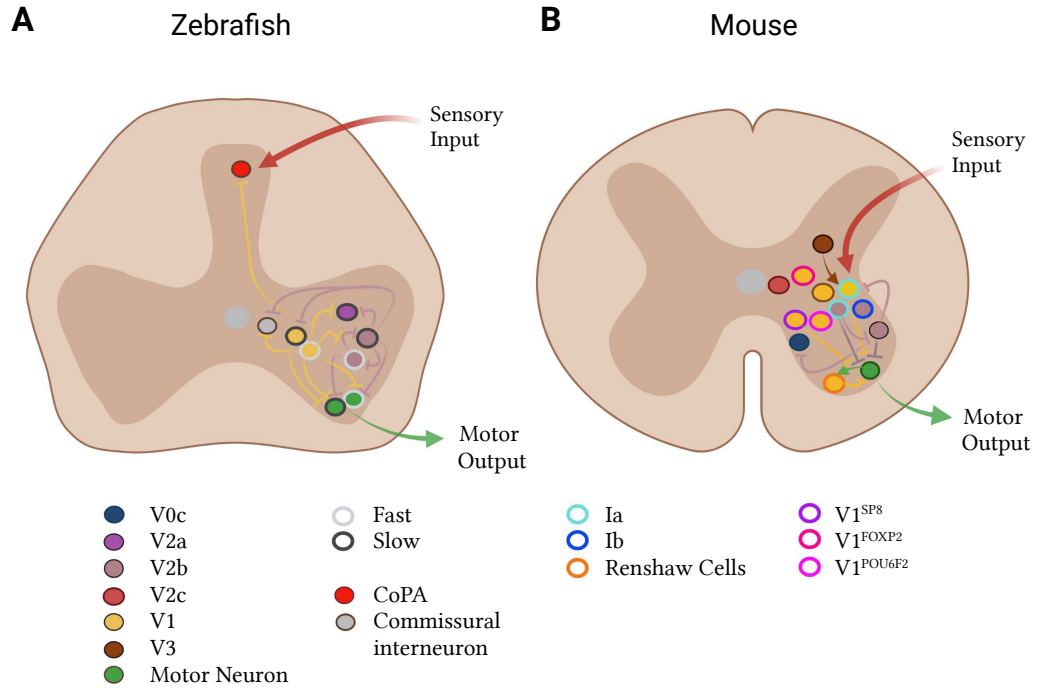 A
Zebrafish
Sensory
Input
Motor
Output
B
Mouse
Sensory
Input
Motor
Output
V0c
V2a
V2b
V2c
V1
V3
Motor Neuron
Fast
Slow
CoPA
Commissural
interneuron
Ia
Ib
Renshaw Cells
V1SP8
V1FOXP2
V1POU6F2